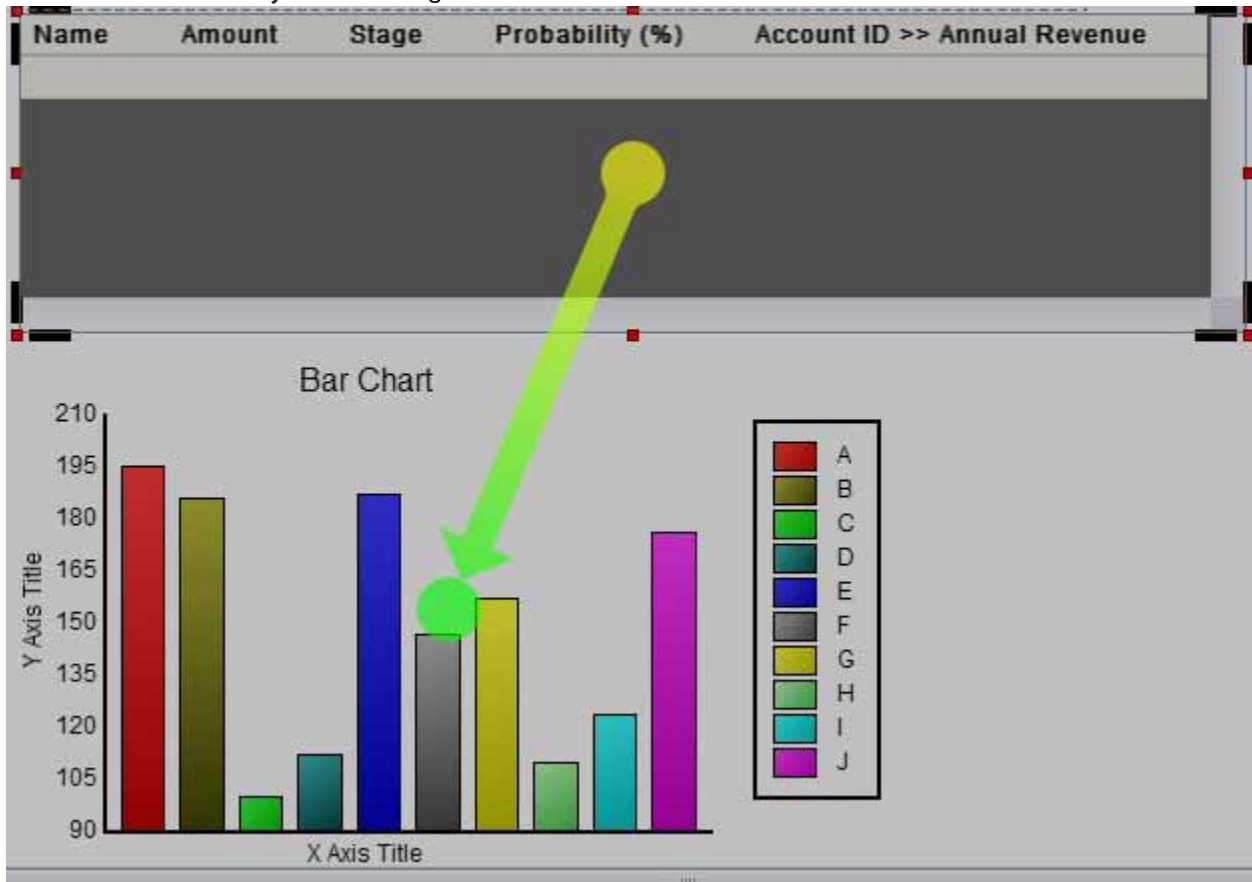 Name Amount Stage Probability (%) Account ID >> Annual Revenue
Bar Chart
210
195
180
165
150
135
120
105
90
Y Axis Title
X Axis Title
A
B
C
D
E
F
G
H
I
J